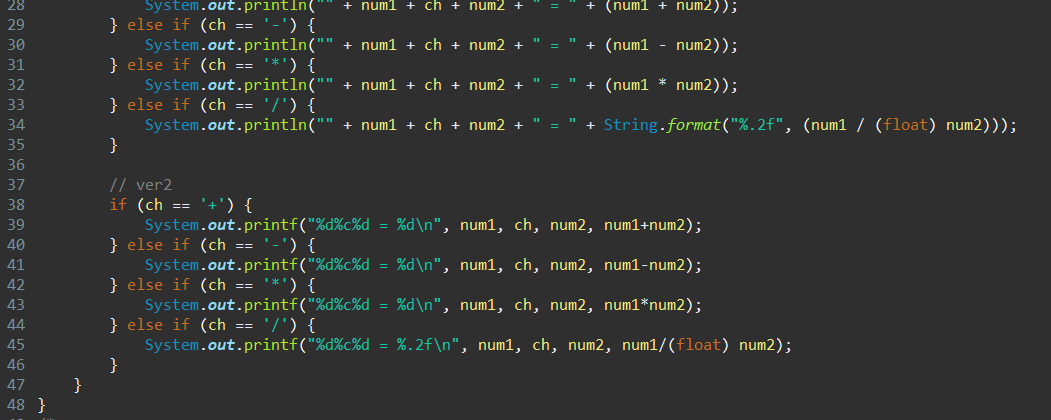 28 System.out.println("" + num1 + ch + num2 + " = " + (num1 + num2));
29 } else if (ch == '-') {
30 System.out.println("" + num1 + ch + num2 + " = " + (num1 - num2));
31 } else if (ch == '*') {
32 System.out.println("" + num1 + ch + num2 + " = " + (num1 * num2));
33 } else if (ch == '/') {
34 System.out.println("" + num1 + ch + num2 + " = " + String.format("%.2f", (num1 / (float) num2)));
35 }
36
37 // ver2
38 if (ch == '+') {
39 System.out.printf("%d%c%d = %d\n", num1, ch, num2, num1+num2);
40 } else if (ch == '-') {
41 System.out.printf("%d%c%d = %d\n", num1, ch, num2, num1-num2);
42 } else if (ch == '*') {
43 System.out.printf("%d%c%d = %d\n", num1, ch, num2, num1*num2);
44 } else if (ch == '/') {
45 System.out.printf("%d%c%d = %.2f\n", num1, ch, num2, num1/(float) num2);
46 }
47 }
48 }